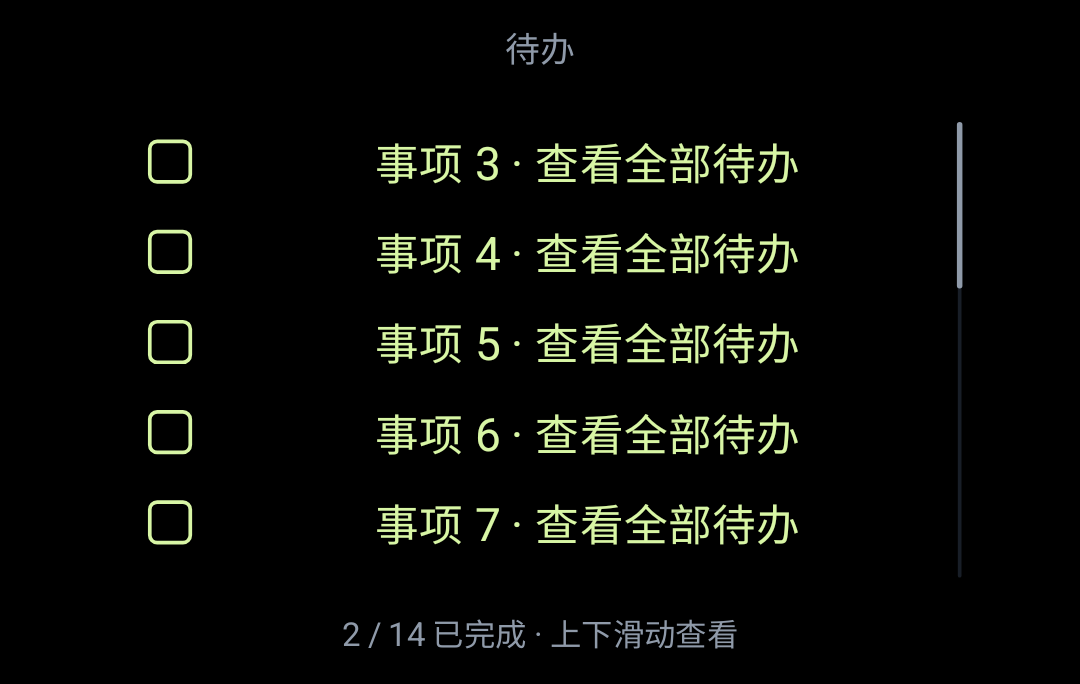 待办
事项 3 · 查看全部待办
事项 4 · 查看全部待办
事项 5 · 查看全部待办
事项 6 · 查看全部待办
事项 7 · 查看全部待办
2 / 14 已完成 · 上下滑动查看